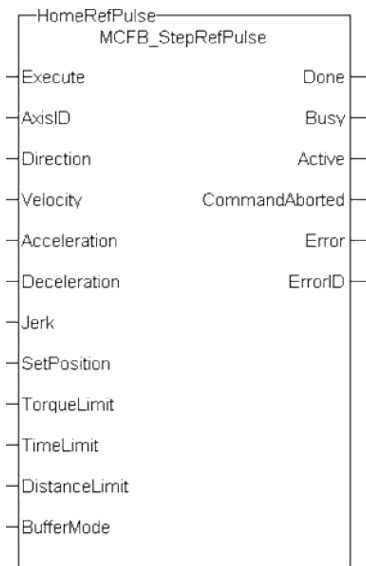 HomeRefPulse
MCFB_StepRefPulse
Execute Done
AxisID Busy
Direction Active
Velocity CommandAborted
Acceleration Error
Deceleration ErrorID
Jerk
SetPosition
TorqueLimit
TimeLimit
DistanceLimit
BufferMode